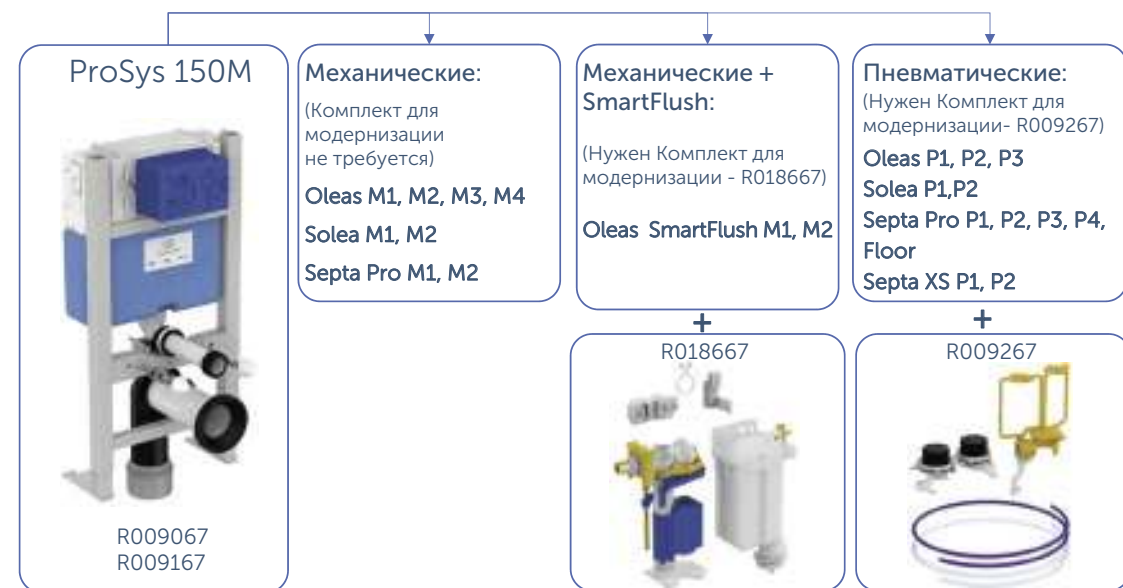 ProSys 150M
R009067
R009167
Механические:
(Комплект для
модернизации
не требуется)
Oleas M1, M2, M3, M4
Solea M1, M2
Septa Pro M1, M2
Механические +
SmartFlush:
(Нужен Комплект для
модернизации - R018667)
Oleas SmartFlush M1, M2
+
R018667
Пневматические:
(Нужен Комплект для
модернизации- R009267)
Oleas P1, P2, P3
Solea P1,P2
Septa Pro P1, P2, P3, P4,
Floor
Septa XS P1, P2
+
R009267